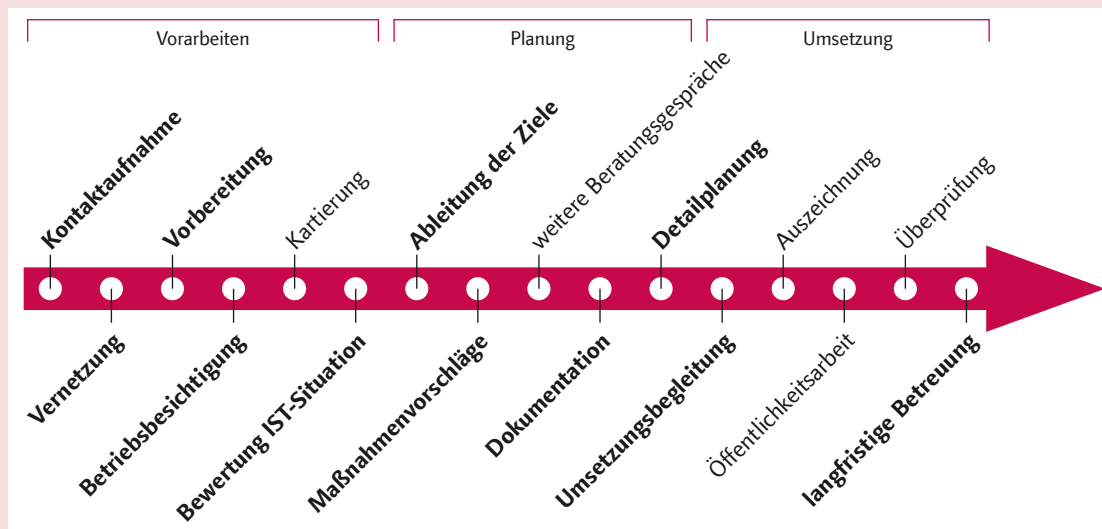 Vorarbeiten
Planung
Umsetzung
Kontaktaufnahme
Vernetzung
Vorbereitung
Betriebsbesichtigung
Kartierung
Bewertung IST-Situation
Ableitung der Ziele
Maßnahmenvorschläge
weitere Beratungsgespräche
Dokumentation
Detailplanung
Umsetzungsbegleitung
Auszeichnung
Öffentlichkeitsarbeit
Überprüfung
langfristige Betreuung